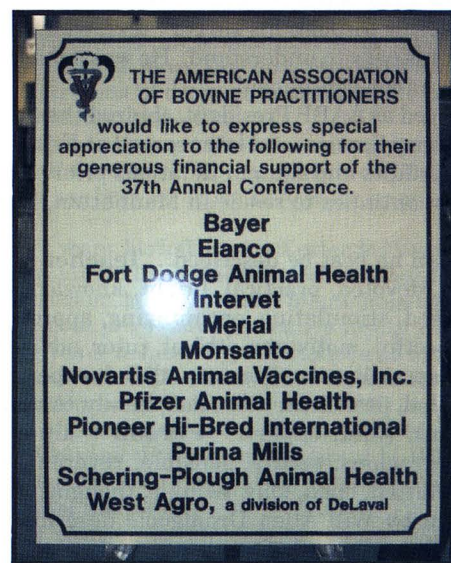 THE AMERICAN ASSOCIATION
OF BOVINE PRACTITIONERS
would like to express special
appreciation to the following for their
generous financial support of the
37th Annual Conference.
Bayer
Elanco
Fort Dodge Animal Health
Intervet
Merial
Monsanto
Novartis Animal Vaccines, Inc.
Pfizer Animal Health
Pioneer Hi-Bred International
Purina Mills
Schering-Plough Animal Health
West Agro, a division of DeLaval